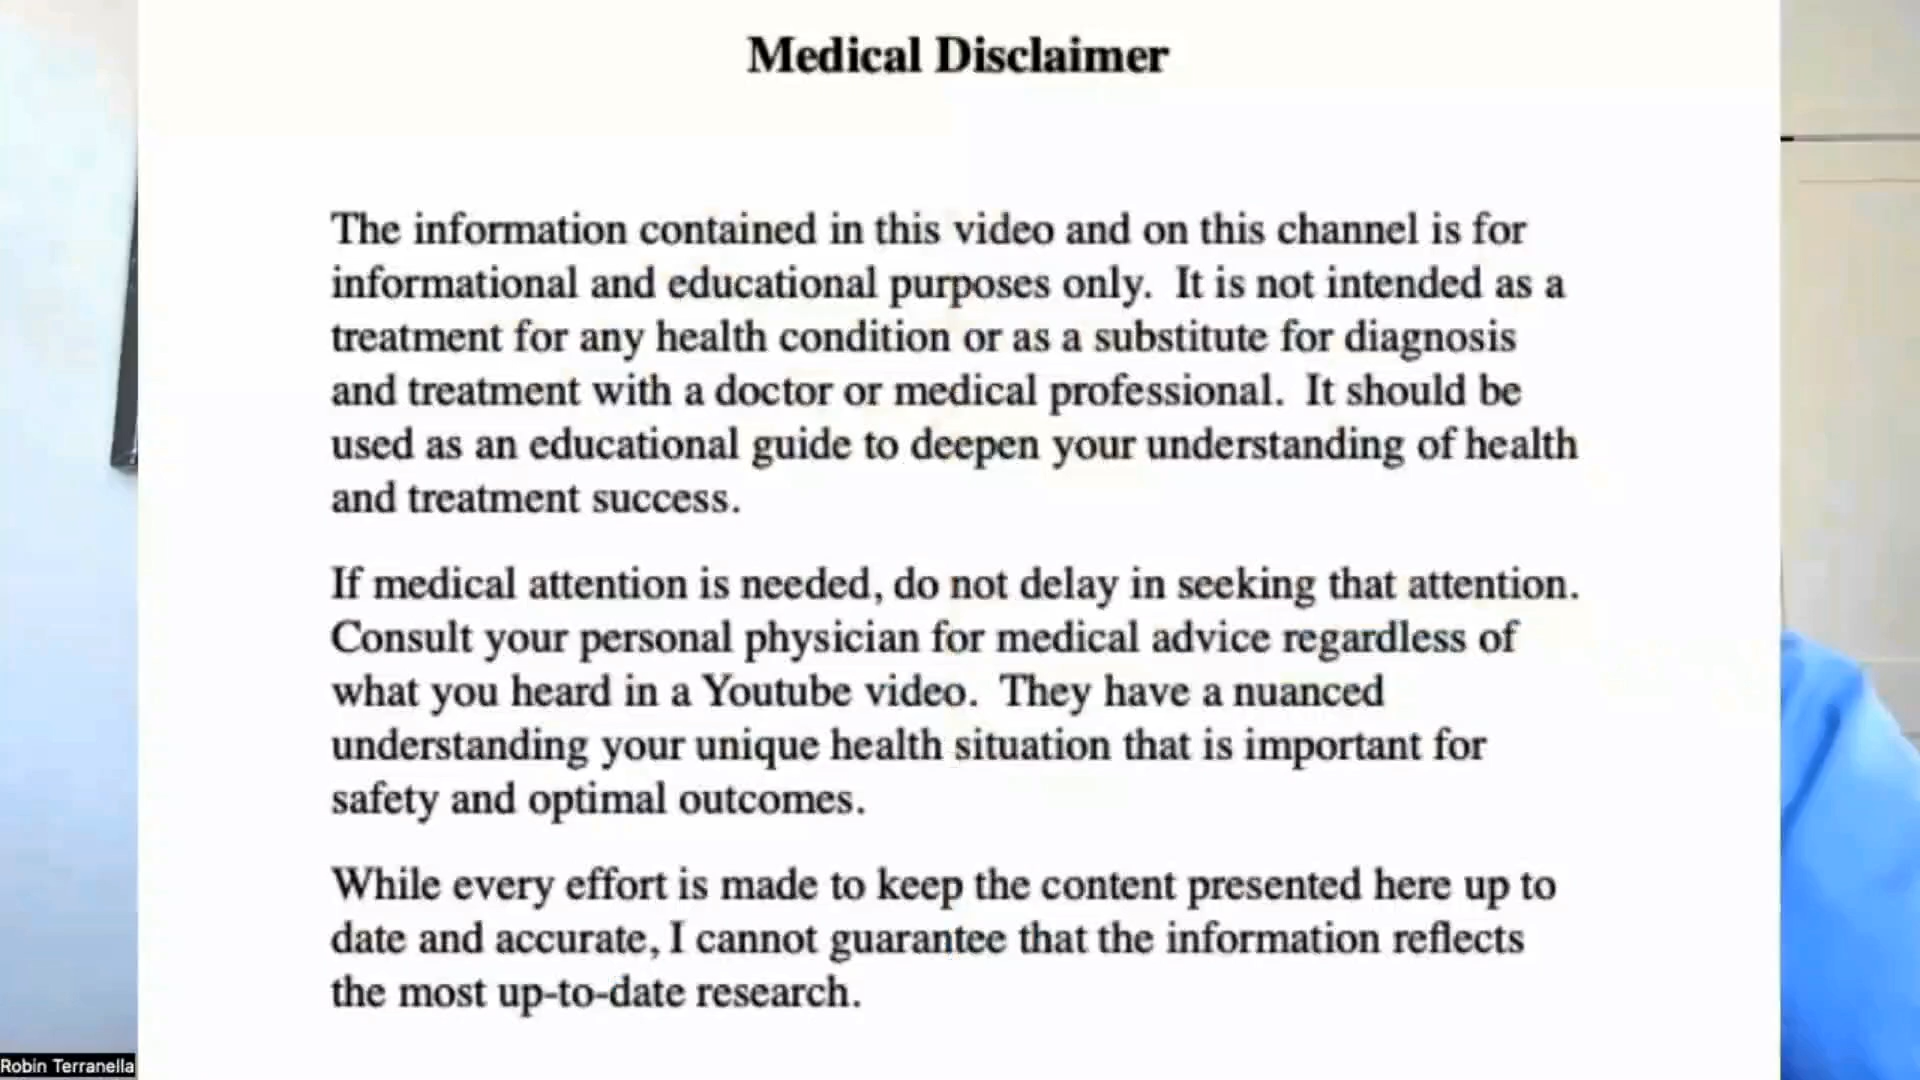 Medical Disclaimer
The information contained in this video and on this channel is for
informational and educational purposes only. It is not intended as a
treatment for any health condition or as a substitute for diagnosis
and treatment with a doctor or medical professional. It should be
used as an educational guide to deepen your understanding of health
and treatment success.
If medical attention is needed, do not delay in seeking that attention.
Consult your personal physician for medical advice regardless of
what you heard in a Youtube video. They have a nuanced
understanding your unique health situation that is important for
safety and optimal outcomes.
While every effort is made to keep the content presented here up to
date and accurate, I cannot guarantee that the information reflects
the most up-to-date research.
Robin Terranella